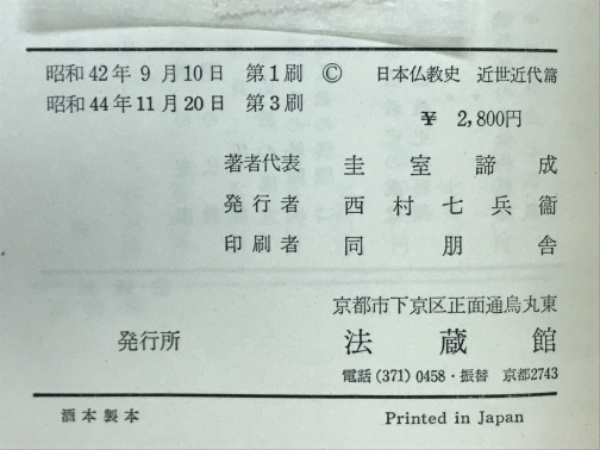 昭和42年 9月10日 第1刷 © 日本仏教史 近世近代篇
昭和44年11月20日 第3刷
¥ 2,800円
著者代表 圭室諦成
発行者 西村七兵衞
印刷者 同朋舎
京都市下京区正面通烏丸東
発行所 法蔵館
電話(371)0458・振替 京都2743
酒本製本 Printed in Japan